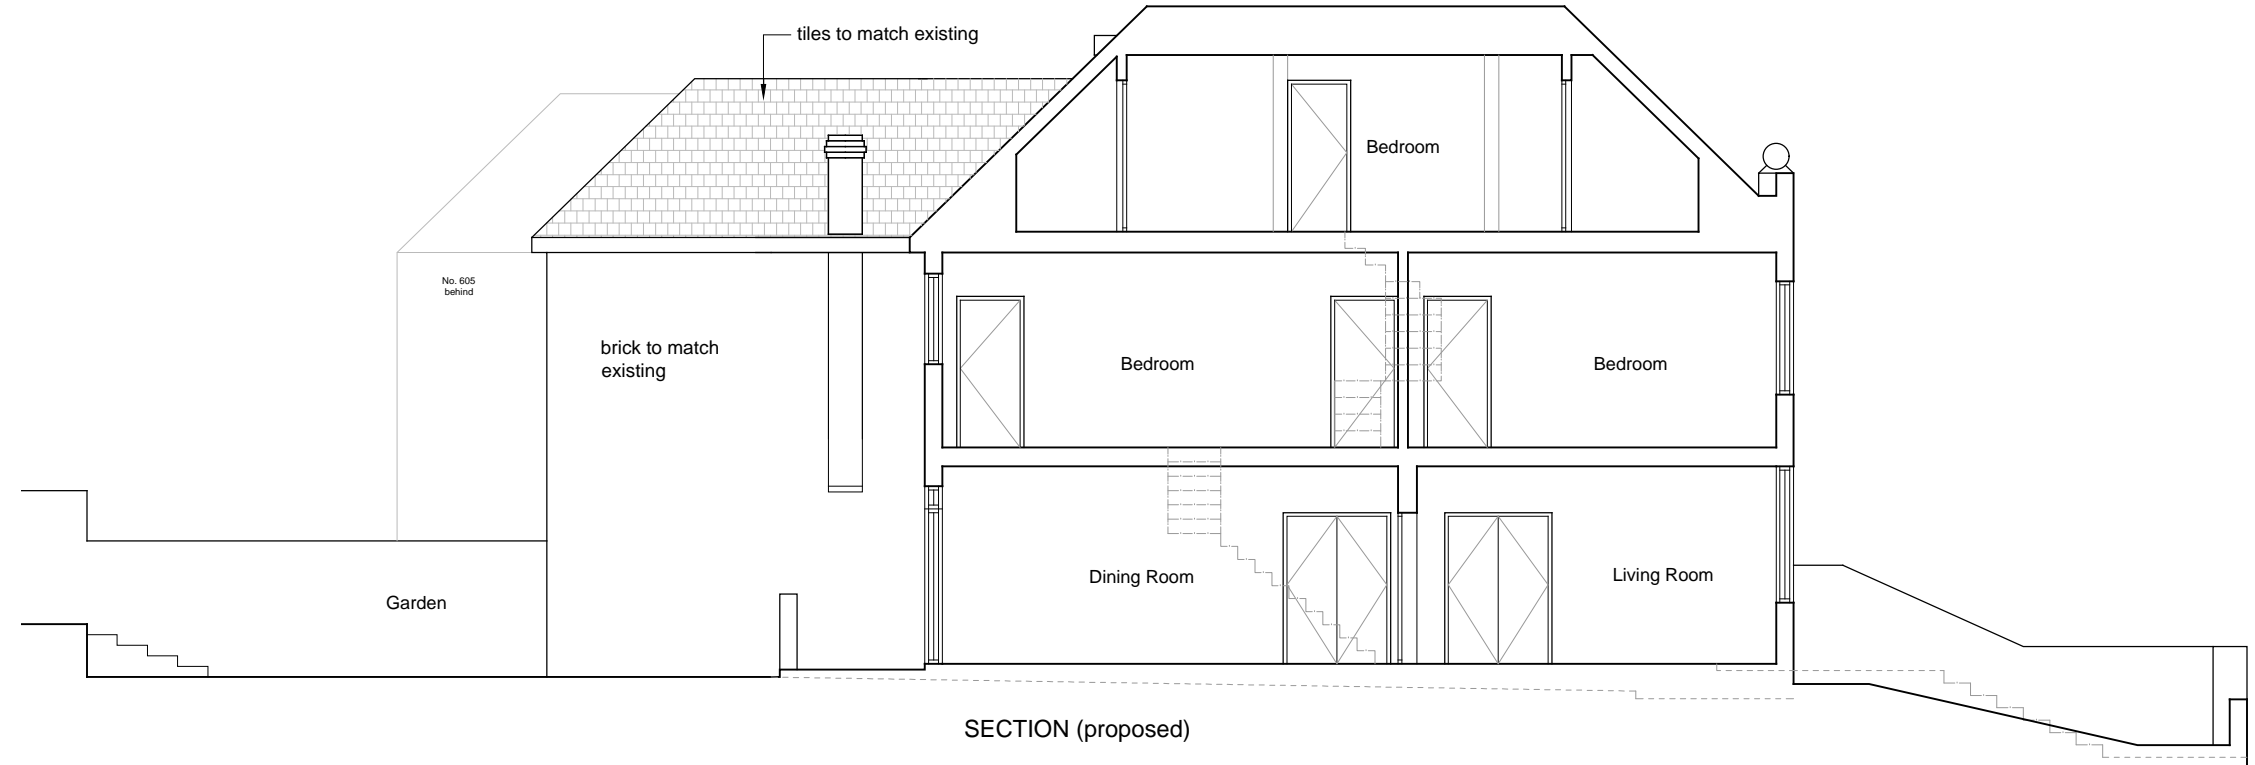 tiles to match existing
Bedroom
No. 605
behind
brick to match
existing
Bedroom
Bedroom
Dining Room
Living Room
Garden
SECTION (proposed)